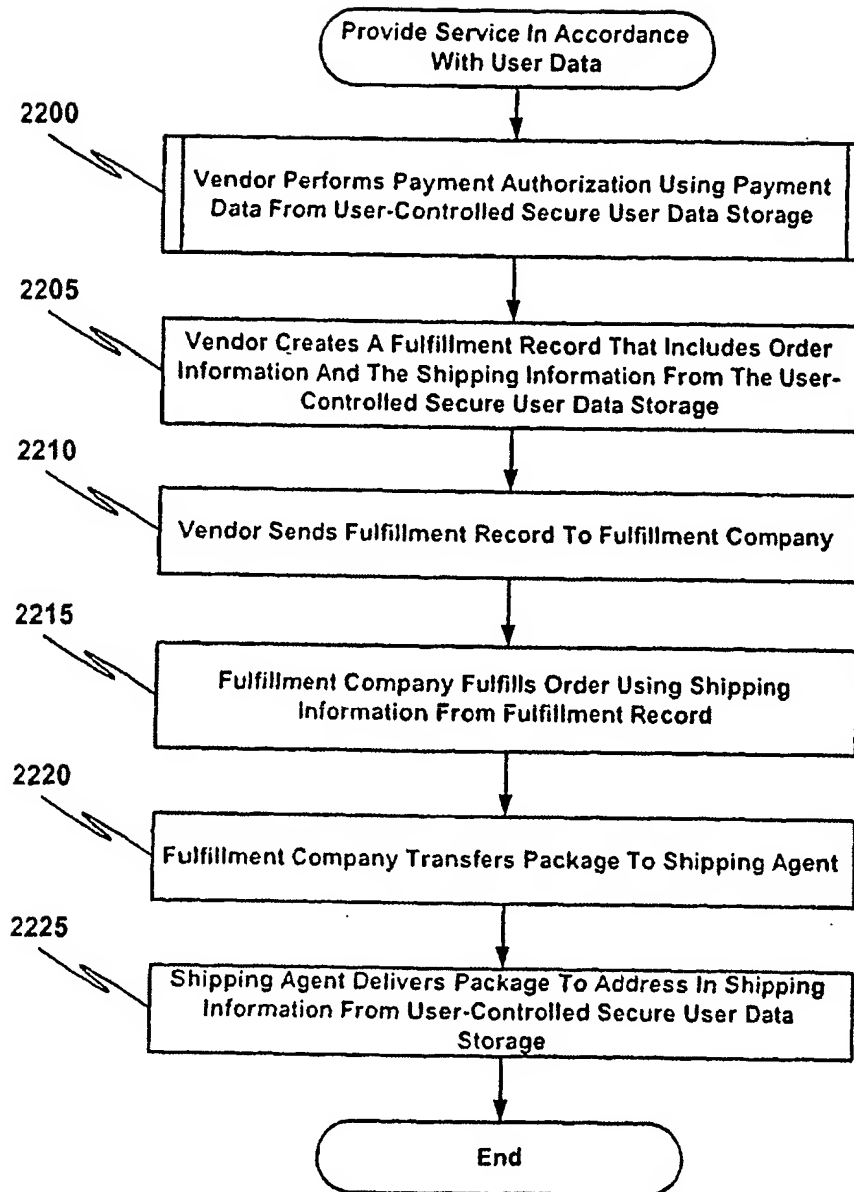 Provide Service In Accordance
With User Data
2200
Vendor Performs Payment Authorization Using Payment
Data From User-Controlled Secure User Data Storage
2205
Vendor Creates A Fulfillment Record That Includes Order
Information And The Shipping Information From The User-
Controlled Secure User Data Storage
2210
Vendor Sends Fulfillment Record To Fulfillment Company
2215
Fulfillment Company Fulfills Order Using Shipping
Information From Fulfillment Record
2220
Fulfillment Company Transfers Package To Shipping Agent
2225
Shipping Agent Delivers Package To Address In Shipping
Information From User-Controlled Secure User Data
Storage
End